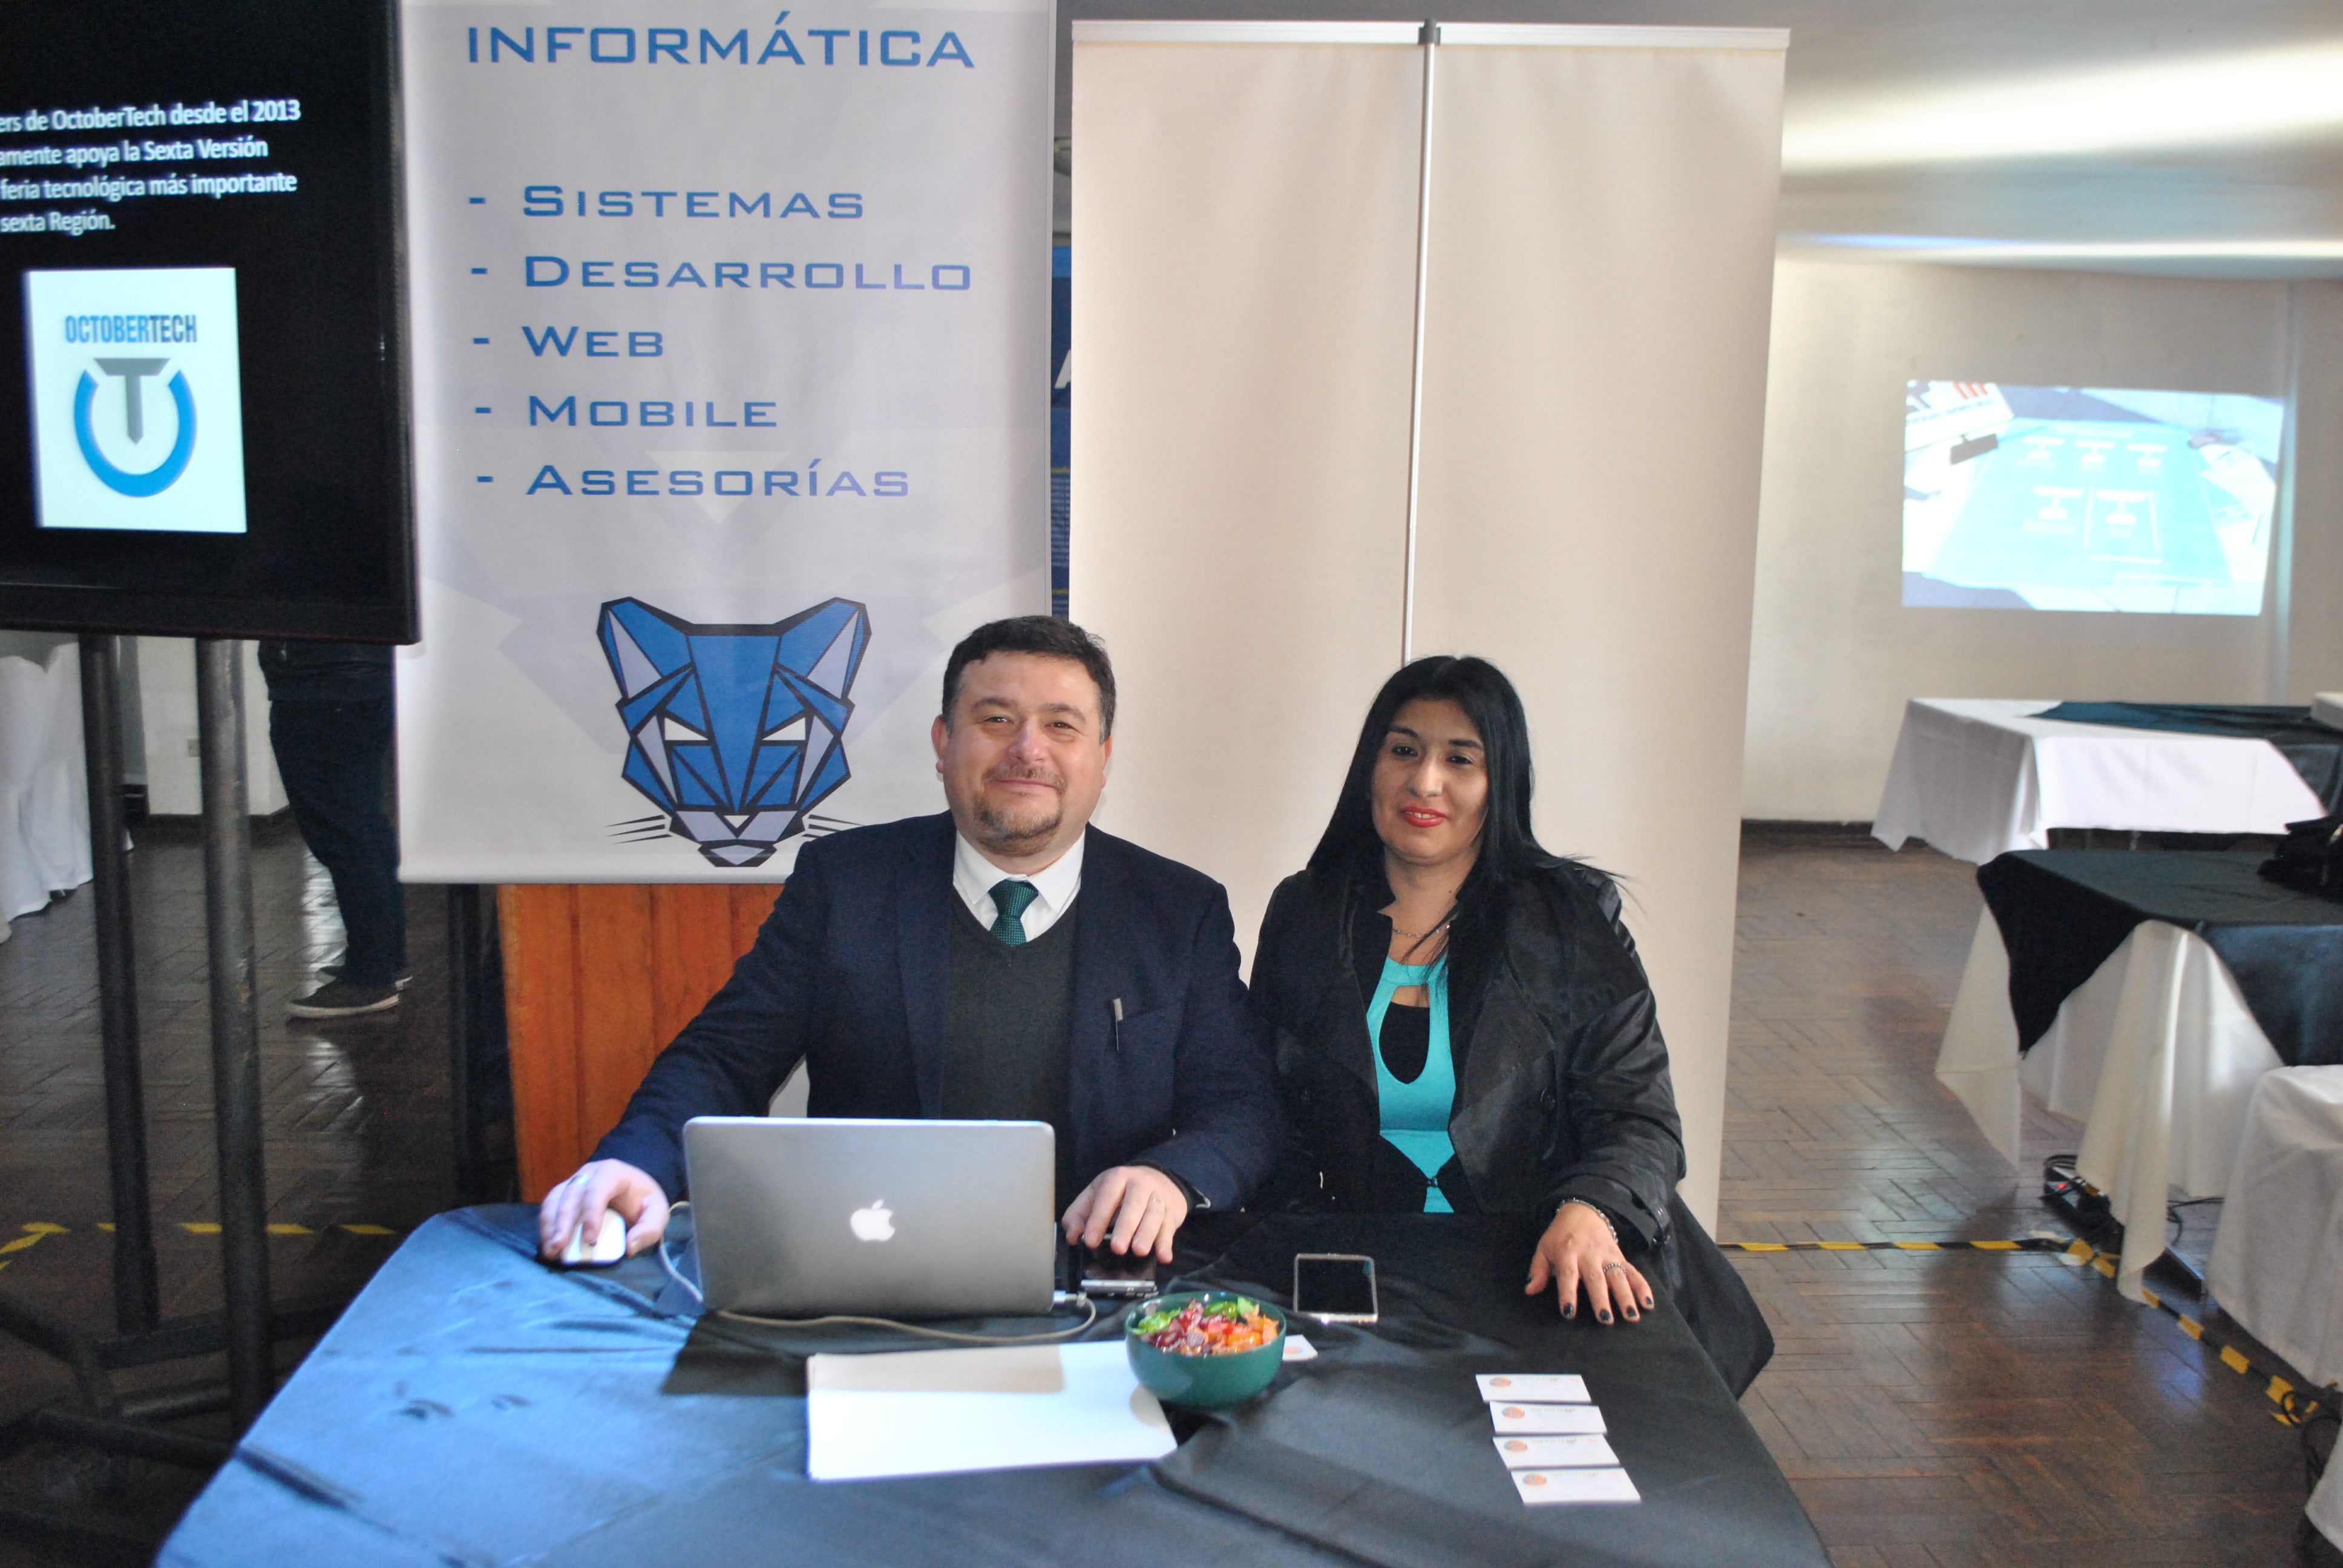 ers de OctoberTech desde el 2013
amente apoya la Sexta Versión
feria tecnológica más importante
sexta Región.
OCTOBERTECH
INFORMÁTICA
- SISTEMAS
- DESARROLLO
- WEB
- MOBILE
- ASESORÍAS